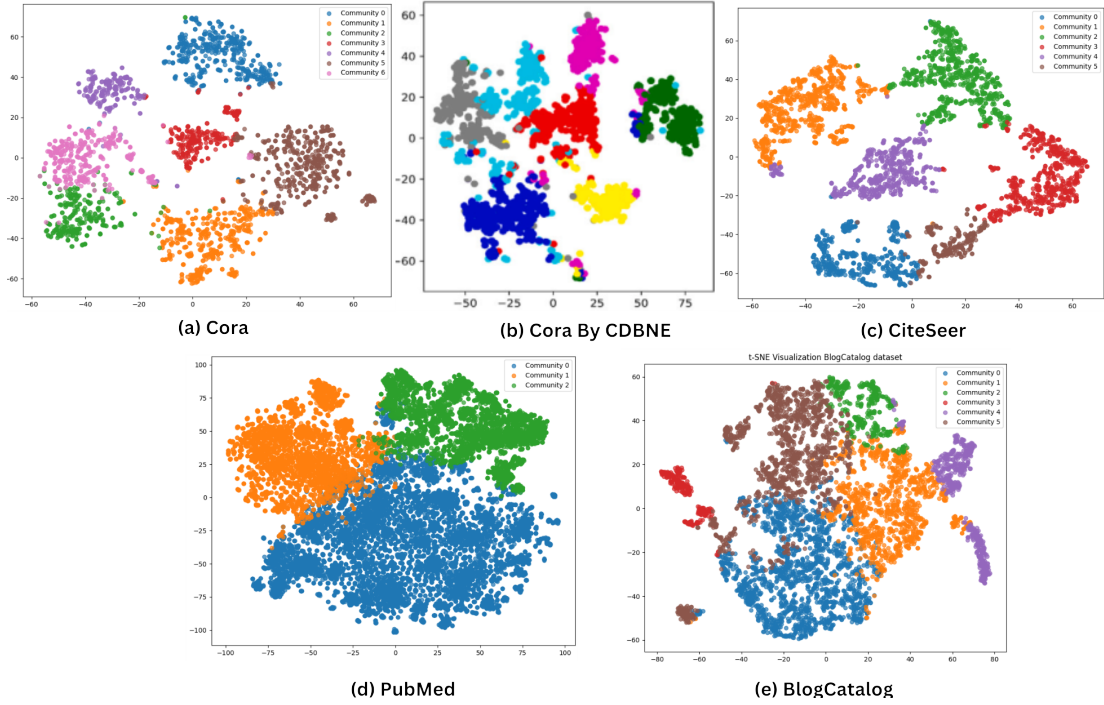 Community 0
Community 1
Community 2
Community 3
Community 4
Community 5
Community 6
60
40
20
0
−20
−40
−60
−60
−40
−20
0
20
40
60
(a) Cora
60
40
20
0
−20
−40
−60
−50
−25
0
25
50
75
(b) Cora By CDBNE
Community 0
Community 1
Community 2
Community 3
Community 4
Community 5
60
40
20
0
−20
−40
−60
−60
−40
−20
0
20
40
60
(c) CiteSeer
Community 0
Community 1
Community 2
100
75
50
25
0
−25
−50
−75
−100
−100
−75
−50
−25
0
25
50
75
100
(d) PubMed
t-SNE Visualization BlogCatalog dataset
Community 0
Community 1
Community 2
Community 3
Community 4
Community 5
60
40
20
0
−20
−40
−60
−80
−60
−40
−20
0
20
40
60
80
(e) BlogCatalog